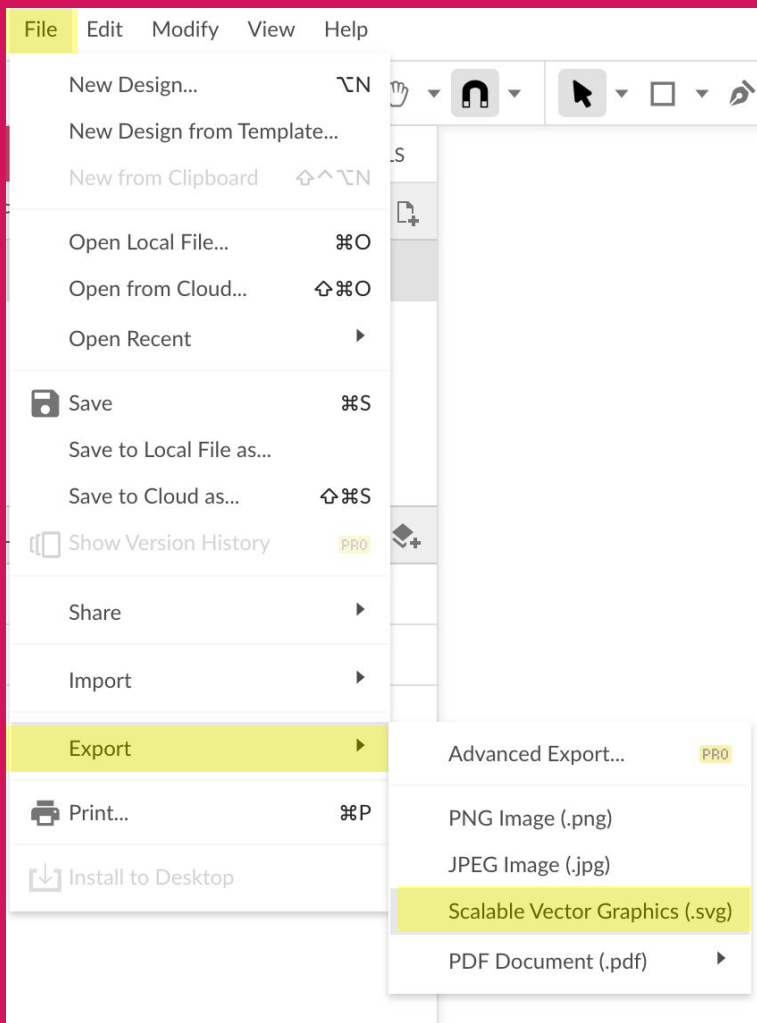 File Edit Modify View Help
New Design... ⌥N
New Design from Template...
LS
New from Clipboard ⇧^⌥N
Open Local File... ⌘O
Open from Cloud... ⇧⌘O
Open Recent
Save ⌘S
Save to Local File as...
Save to Cloud as... ⇧⌘S
Show Version History PRO
Share
Import
Export
Advanced Export... PRO
Print... ⌘P
PNG Image (.png)
JPEG Image (.jpg)
Install to Desktop
Scalable Vector Graphics (.svg)
PDF Document (.pdf)